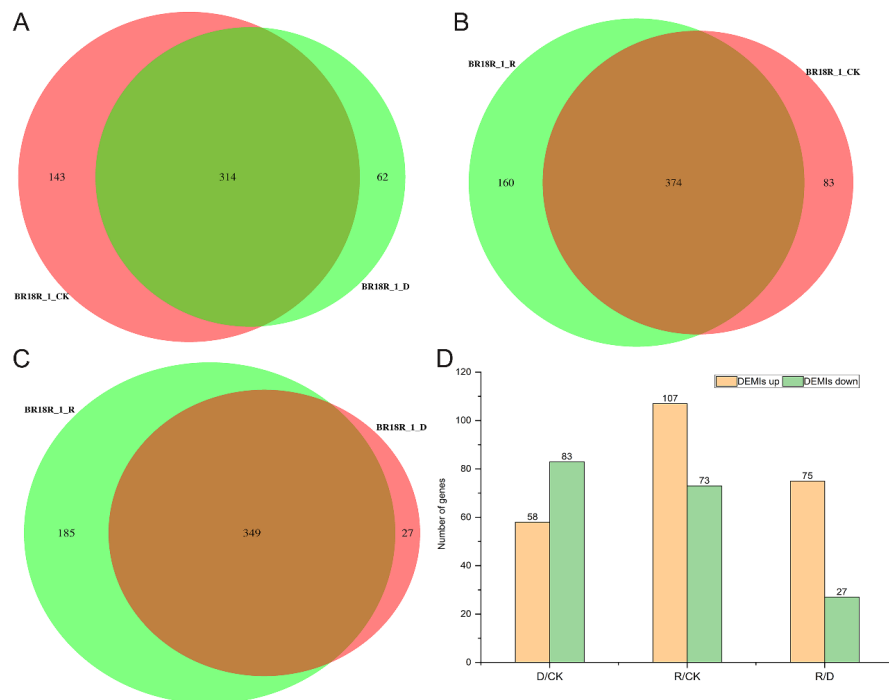 A
BR18R_1_CK
143
314
62
BR18R_1_D
B
BR18R_1_R
BR18R_1_CK
160
374
83
C
BR18R_1_R
BR18R_1_D
185
349
27
D
DEMIs up
DEMIs down
Number of genes
120
100
80
60
40
20
0
58
83
107
73
75
27
D/CK
R/CK
R/D